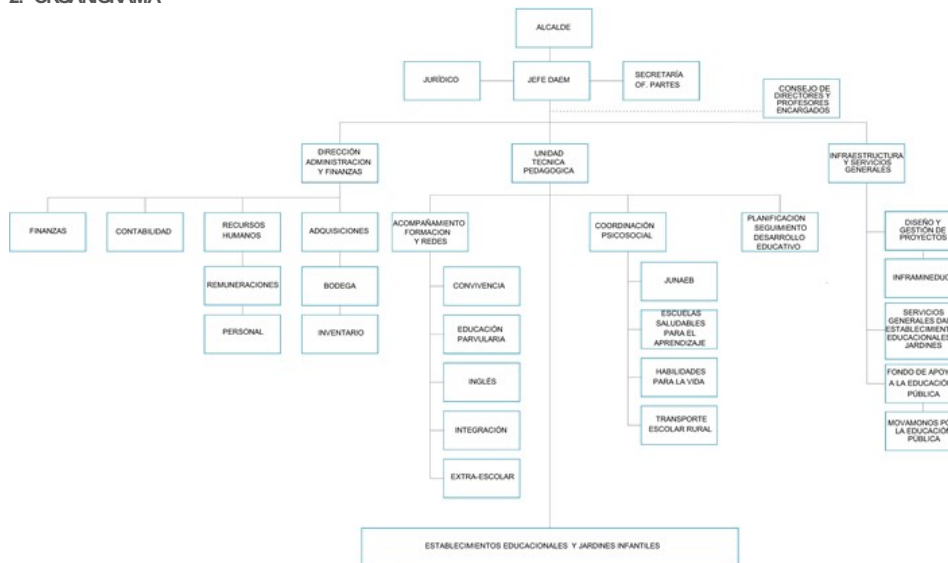 2. ORGANIGRAMA
ALCALDE
JURÍDICO
JEFE DAEM
SECRETARÍA
OF. PARTES
CONSEJO DE
DIRECTORES Y
PROFESORES
ENCARGADOS
DIRECCIÓN
ADMINISTRACION
Y FINANZAS
UNIDAD
TECNICA
PEDAGOGICA
INFRAESTRUCTURA
Y SERVICIOS
GENERALES
FINANZAS
CONTABILIDAD
RECURSOS
HUMANOS
ADQUISICIONES
ACOMPAÑAMIENTO
FORMACION
Y REDES
COORDINACIÓN
PSICOSOCIAL
PLANIFICACION
SEGUIMIENTO
DESARROLLO
EDUCATIVO
DISEÑO Y
GESTIÓN DE
PROYECTOS
REMUNERACIONES
BODEGA
CONVIVENCIA
JUNAEB
INFRAMINEDUC
PERSONAL
INVENTARIO
EDUCACIÓN
PARVULARIA
ESCUELAS
SALUDABLES
PARA EL
APRENDIZAJE
SERVICIOS
GENERALES
EDUCACIONALES
JARDINES
INGLÉS
HABILIDADES
PARA LA VIDA
FONDO DE
A LA EDUCACIÓN
PÚBLICA
INTEGRACIÓN
TRANSPORTE
ESCOLAR RURAL
MOVAMONOS
LA EDUCACIÓN
PÚBLICA
EXTRA-ESCOLAR
ESTABLECIMIENTOS EDUCACIONALES Y JARDINES INFANTILES